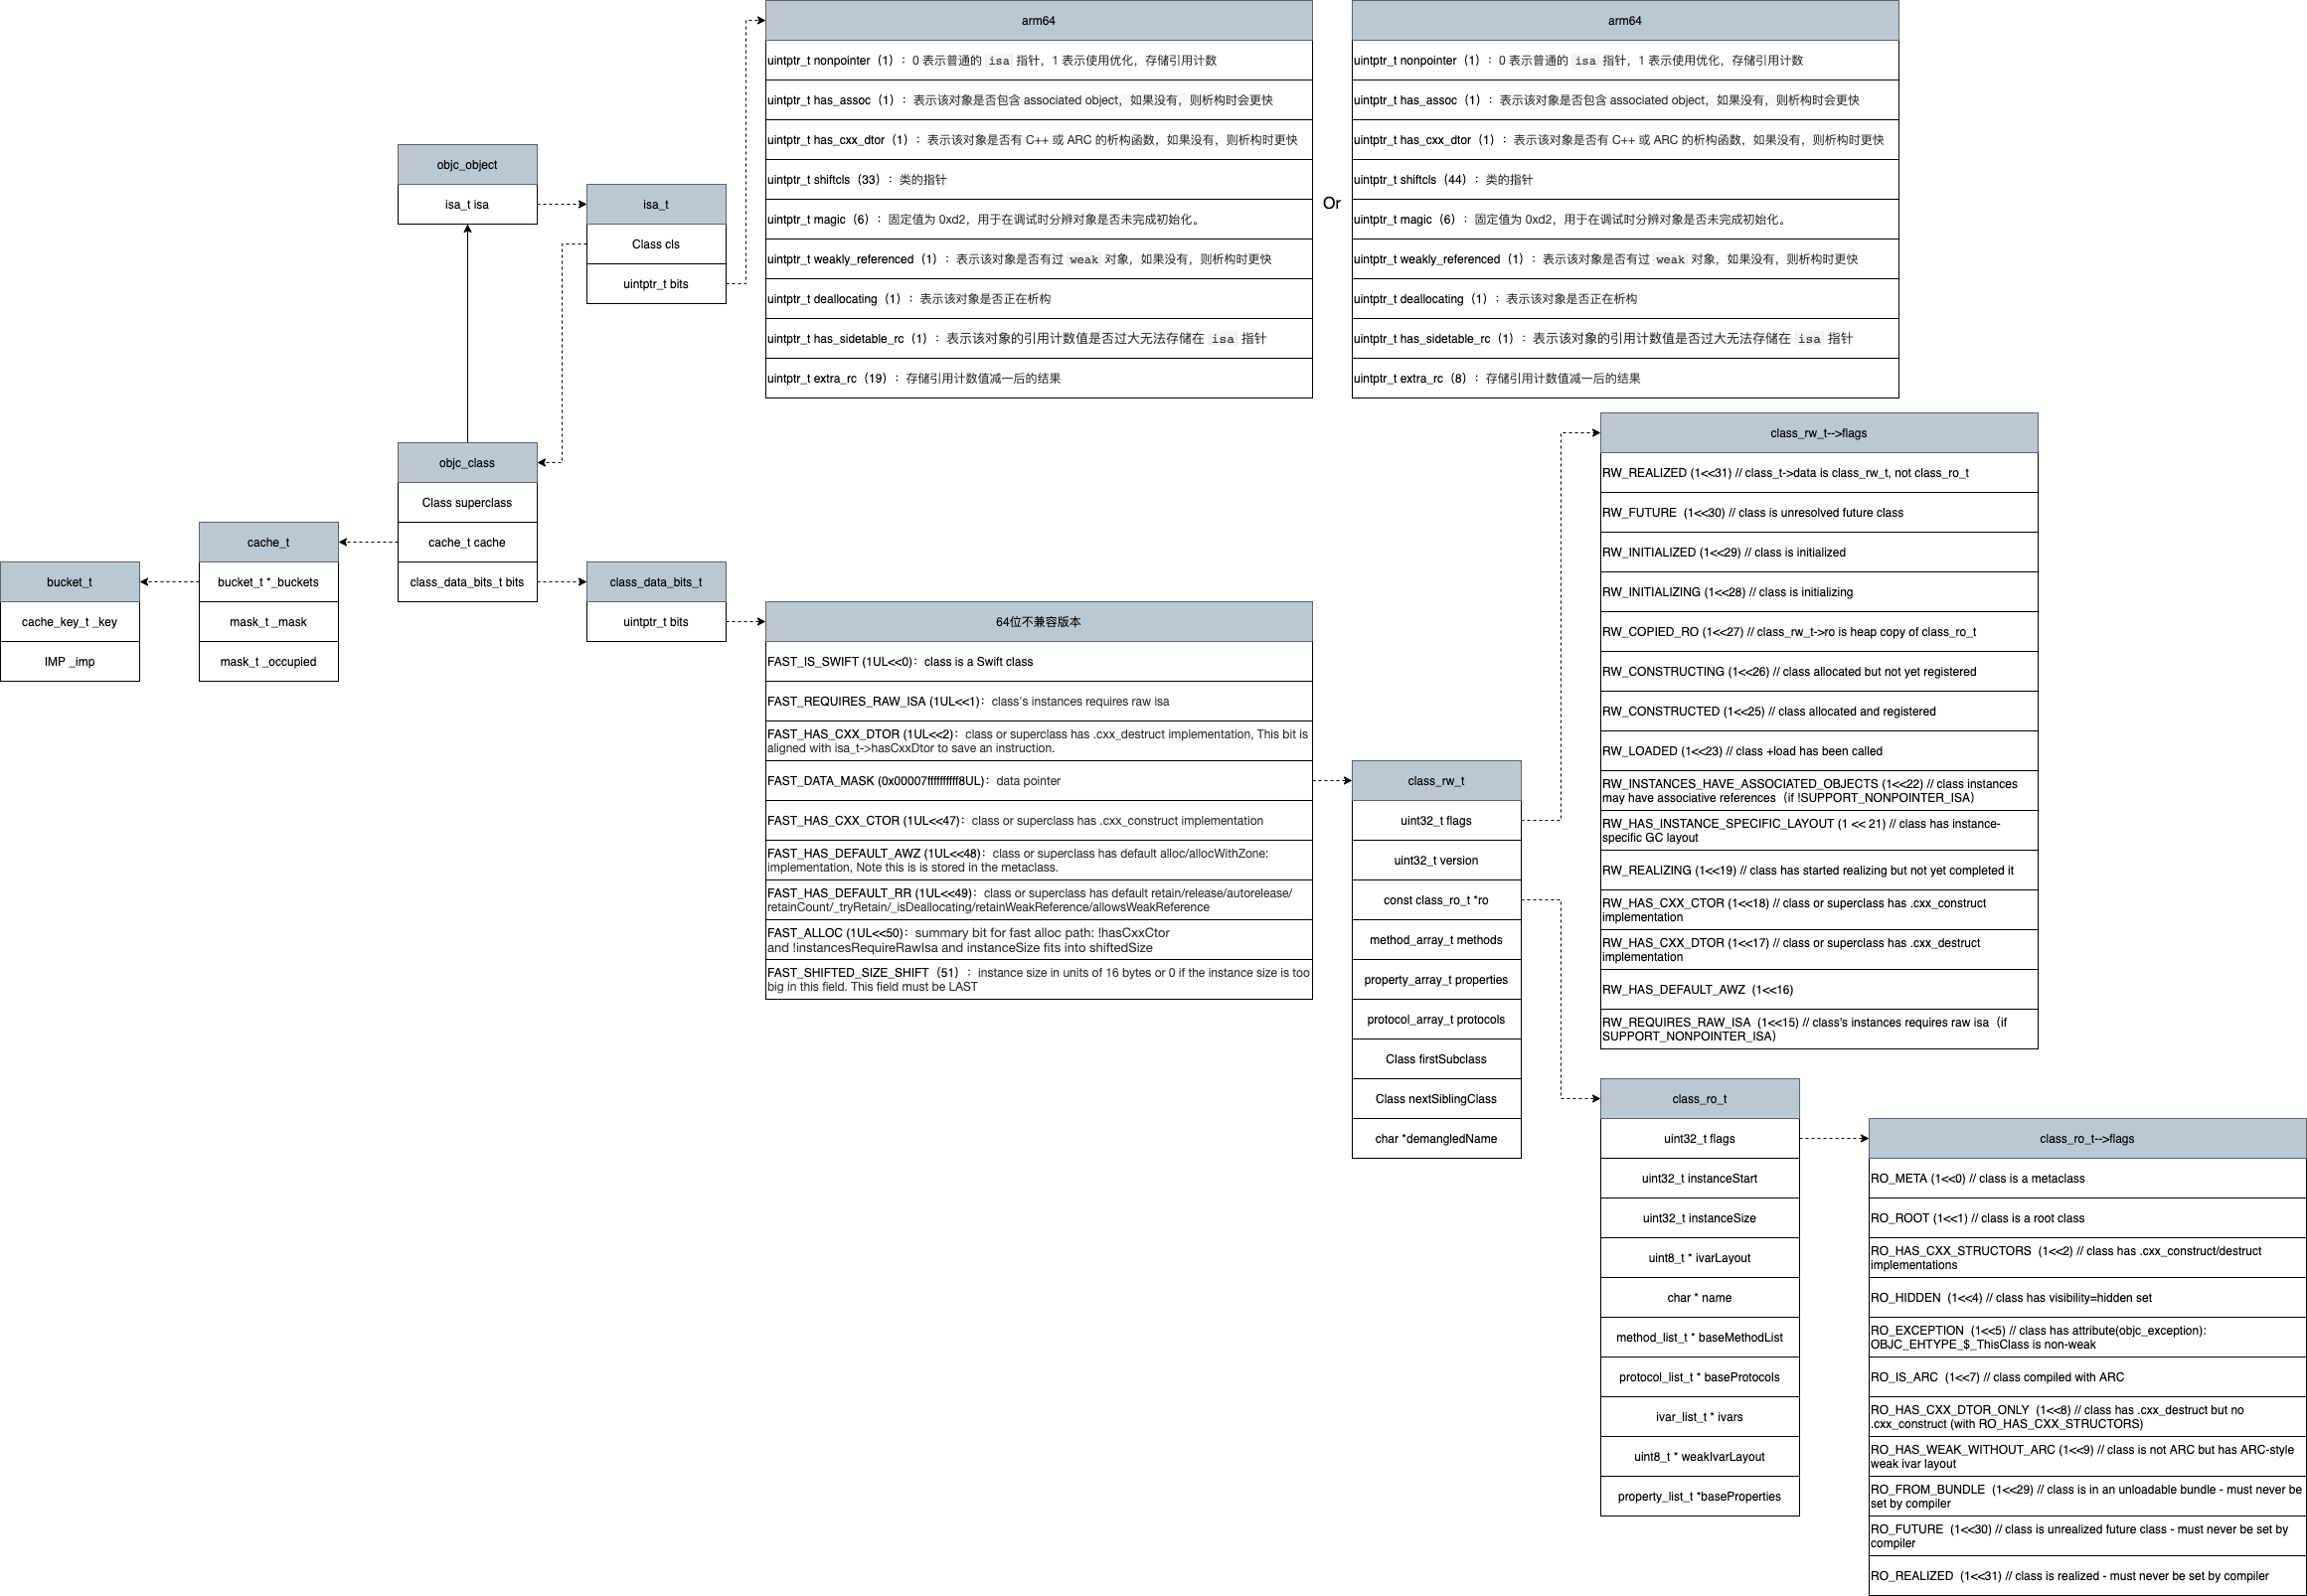 arm64
uintptr_t nonpointer（1）：0 表示普通的 isa 指针，1 表示使用优化，存储引用计数
uintptr_t has_assoc（1）：表示该对象是否包含 associated object，如果没有，则析构时会更快
uintptr_t has_cxx_dtor（1）：表示该对象是否有 C++ 或 ARC 的析构函数，如果没有，则析构时更快
uintptr_t shiftcls（33）：类的指针
uintptr_t magic（6）：固定值为 0xd2，用于在调试时分辨对象是否未完成初始化。
uintptr_t weakly_referenced（1）：表示该对象是否有过 weak 对象，如果没有，则析构时更快
uintptr_t deallocating（1）：表示该对象是否正在析构
uintptr_t has_sidetable_rc（1）：表示该对象的引用计数值是否过大无法存储在 isa 指针
uintptr_t extra_rc（19）：存储引用计数值减一后的结果
Or
arm64
uintptr_t nonpointer（1）：0 表示普通的 isa 指针，1 表示使用优化，存储引用计数
uintptr_t has_assoc（1）：表示该对象是否包含 associated object，如果没有，则析构时会更快
uintptr_t has_cxx_dtor（1）：表示该对象是否有 C++ 或 ARC 的析构函数，如果没有，则析构时更快
uintptr_t shiftcls（44）：类的指针
uintptr_t magic（6）：固定值为 0xd2，用于在调试时分辨对象是否未完成初始化。
uintptr_t weakly_referenced（1）：表示该对象是否有过 weak 对象，如果没有，则析构时更快
uintptr_t deallocating（1）：表示该对象是否正在析构
uintptr_t has_sidetable_rc（1）：表示该对象的引用计数值是否过大无法存储在 isa 指针
uintptr_t extra_rc（8）：存储引用计数值减一后的结果
objc_object
isa_t isa
isa_t
Class cls
uintptr_t bits
objc_class
Class superclass
cache_t cache
class_data_bits_t bits
cache_t
bucket_t *_buckets
mask_t _mask
mask_t _occupied
bucket_t
cache_key_t _key
IMP _imp
class_data_bits_t
uintptr_t bits
64位不兼容版本
FAST_IS_SWIFT (1UL<<0)：class is a Swift class
FAST_REQUIRES_RAW_ISA (1UL<<1)：class's instances requires raw isa
FAST_HAS_CXX_DTOR (1UL<<2)：class or superclass has .cxx_destruct implementation, This bit is
aligned with isa_t->hasCxxDtor to save an instruction.
FAST_DATA_MASK (0x00007ffffffffff8UL)：data pointer
FAST_HAS_CXX_CTOR (1UL<<47)：class or superclass has .cxx_construct implementation
FAST_HAS_DEFAULT_AWZ (1UL<<48)：class or superclass has default alloc/allocWithZone:
implementation, Note this is is stored in the metaclass.
FAST_HAS_DEFAULT_RR (1UL<<49)：class or superclass has default retain/release/autorelease/
retainCount/_tryRetain/_isDeallocating/retainWeakReference/allowsWeakReference
FAST_ALLOC (1UL<<50)：summary bit for fast alloc path: !hasCxxCtor
and !instancesRequireRawIsa and instanceSize fits into shiftedSize
FAST_SHIFTED_SIZE_SHIFT（51）：instance size in units of 16 bytes or 0 if the instance size is too
big in this field. This field must be LAST
class_rw_t
uint32_t flags
uint32_t version
const class_ro_t *ro
method_array_t methods
property_array_t properties
protocol_array_t protocols
Class firstSubclass
Class nextSiblingClass
char *demangledName
class_rw_t-->flags
RW_REALIZED (1<<31) // class_t->data is class_rw_t, not class_ro_t
RW_FUTURE (1<<30) // class is unresolved future class
RW_INITIALIZED (1<<29) // class is initialized
RW_INITIALIZING (1<<28) // class is initializing
RW_COPIED_RO (1<<27) // class_rw_t->ro is heap copy of class_ro_t
RW_CONSTRUCTING (1<<26) // class allocated but not yet registered
RW_CONSTRUCTED (1<<25) // class allocated and registered
RW_LOADED (1<<23) // class +load has been called
RW_INSTANCES_HAVE_ASSOCIATED_OBJECTS (1<<22) // class instances
may have associative references（if !SUPPORT_NONPOINTER_ISA）
RW_HAS_INSTANCE_SPECIFIC_LAYOUT (1 << 21) // class has instance-
specific GC layout
RW_REALIZING (1<<19) // class has started realizing but not yet completed it
RW_HAS_CXX_CTOR (1<<18) // class or superclass has .cxx_construct
implementation
RW_HAS_CXX_DTOR (1<<17) // class or superclass has .cxx_destruct
implementation
RW_HAS_DEFAULT_AWZ (1<<16)
RW_REQUIRES_RAW_ISA (1<<15) // class's instances requires raw isa（if
SUPPORT_NONPOINTER_ISA）
class_ro_t
uint32_t flags
uint32_t instanceStart
uint32_t instanceSize
uint8_t * ivarLayout
char * name
method_list_t * baseMethodList
protocol_list_t * baseProtocols
ivar_list_t * ivars
uint8_t * weakIvarLayout
property_list_t *baseProperties
class_ro_t-->flags
RO_META (1<<0) // class is a metaclass
RO_ROOT (1<<1) // class is a root class
RO_HAS_CXX_STRUCTORS (1<<2) // class has .cxx_construct/destruct
implementations
RO_HIDDEN (1<<4) // class has visibility=hidden set
RO_EXCEPTION (1<<5) // class has attribute(objc_exception):
OBJC_EHTYPE_$_ThisClass is non-weak
RO_IS_ARC (1<<7) // class compiled with ARC
RO_HAS_CXX_DTOR_ONLY (1<<8) // class has .cxx_destruct but no
.cxx_construct (with RO_HAS_CXX_STRUCTORS)
RO_HAS_WEAK_WITHOUT_ARC (1<<9) // class is not ARC but has ARC-style
weak ivar layout
RO_FROM_BUNDLE (1<<29) // class is in an unloadable bundle - must never be
set by compiler
RO_FUTURE (1<<30) // class is unrealized future class - must never be set by
compiler
RO_REALIZED (1<<31) // class is realized - must never be set by compiler